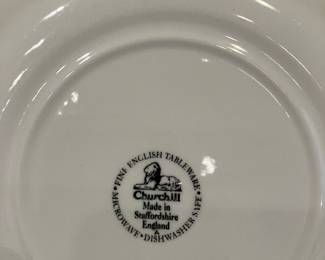 • FINE ENGLISH TABLEWARE •
Churchill
Made in
Staffordshire
England
MICROWAVE • DISHWASHER SAFE